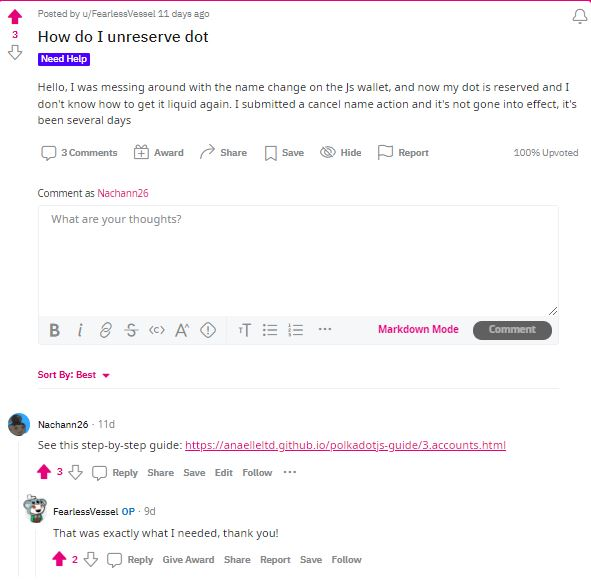 Posted by u/FearlessVessel 11 days ago
3
How do I unreserve dot
Need Help
Hello, I was messing around with the name change on the Js wallet, and now my dot is reserved and I
don't know how to get it liquid again. I submitted a cancel name action and it's not gone into effect, it's
been several days
3 Comments Award Share Save Hide Report 100% Upvoted
Comment as Nachann26
What are your thoughts?
B i S <c> A tT ... Markdown Mode Comment
Sort By: Best
Nachann26 · 11d
See this step-by-step guide: https://anaelleltd.github.io/polkadotjs-guide/3.accounts.html
3 Reply Share Save Edit Follow ...
FearlessVessel OP · 9d
That was exactly what I needed, thank you!
2 Reply Give Award Share Report Save Follow